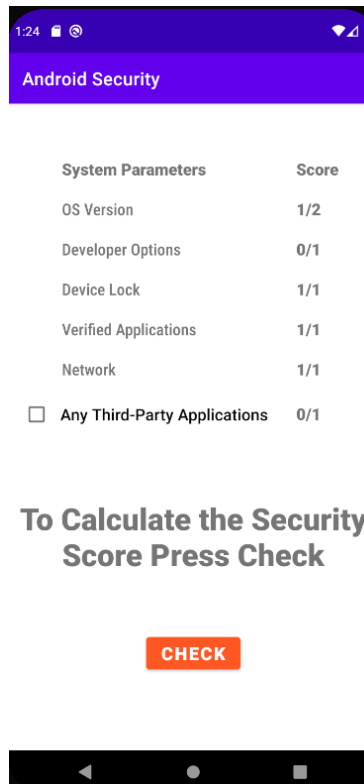 1:24
Android Security
System Parameters Score
OS Version 1/2
Developer Options 0/1
Device Lock 1/1
Verified Applications 1/1
Network 1/1
Any Third-Party Applications 0/1
To Calculate the Security
Score Press Check
CHECK